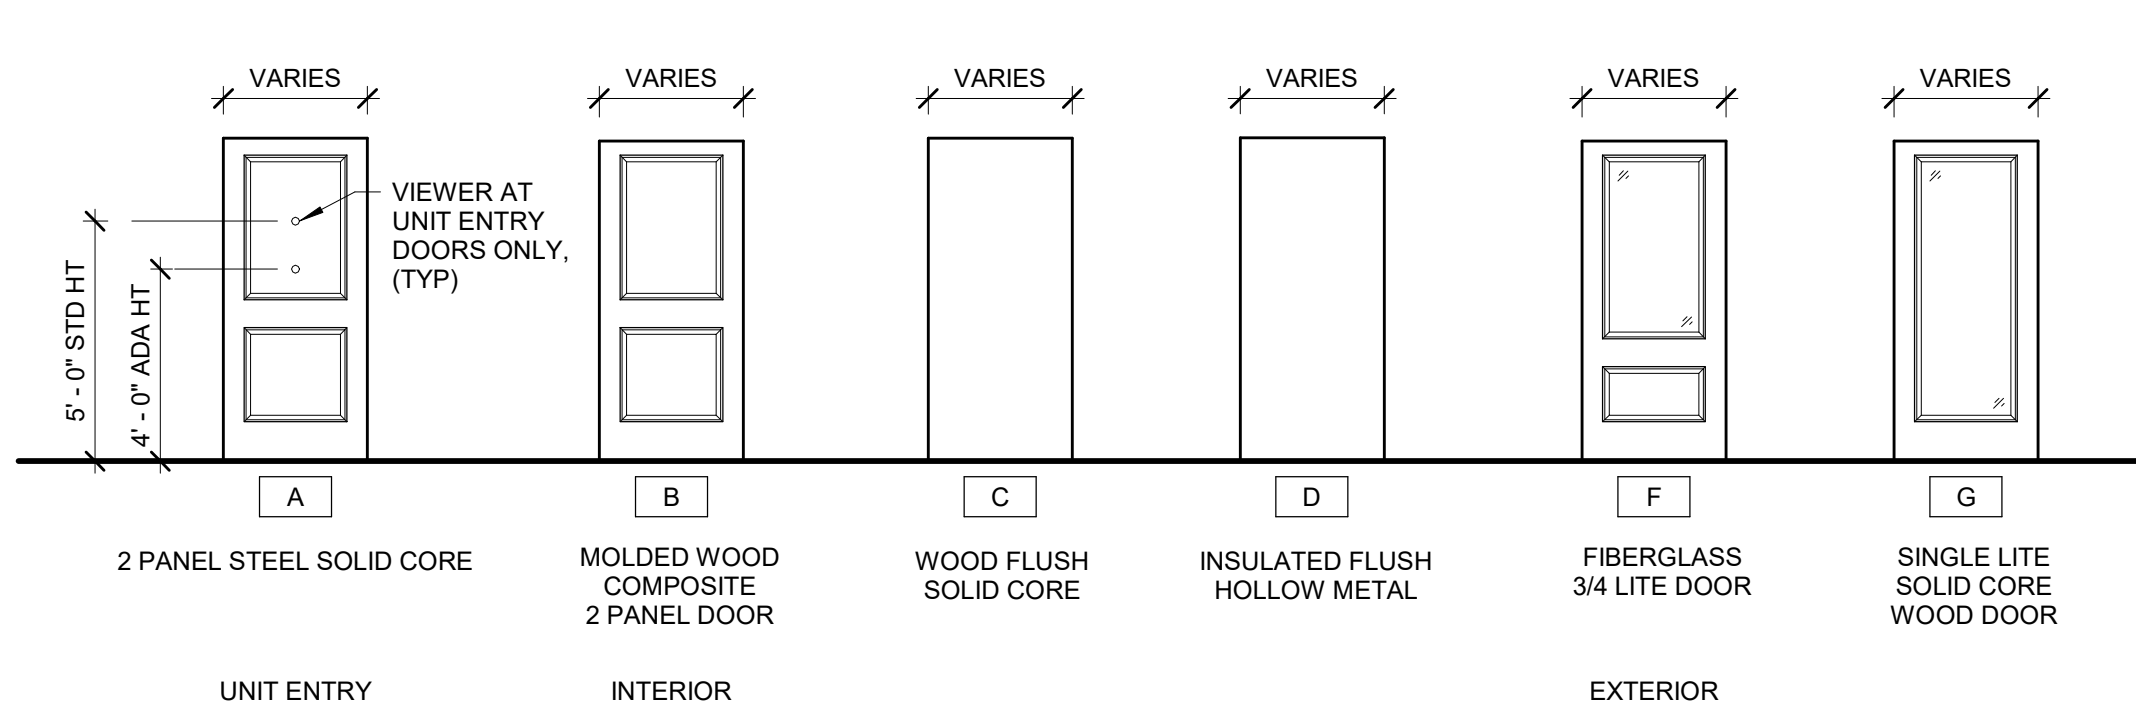 VARIES
VARIES
VARIES
VARIES
VARIES
VARIES
VIEWER AT
UNIT ENTRY
DOORS ONLY,
(TYP)
5' - 0" STD HT
4' - 0" ADA HT
A
B
C
D
F
G
2 PANEL STEEL SOLID CORE
MOLDED WOOD
COMPOSITE
2 PANEL DOOR
WOOD FLUSH
SOLID CORE
INSULATED FLUSH
HOLLOW METAL
FIBERGLASS
3/4 LITE DOOR
SINGLE LITE
SOLID CORE
WOOD DOOR
UNIT ENTRY
INTERIOR
EXTERIOR